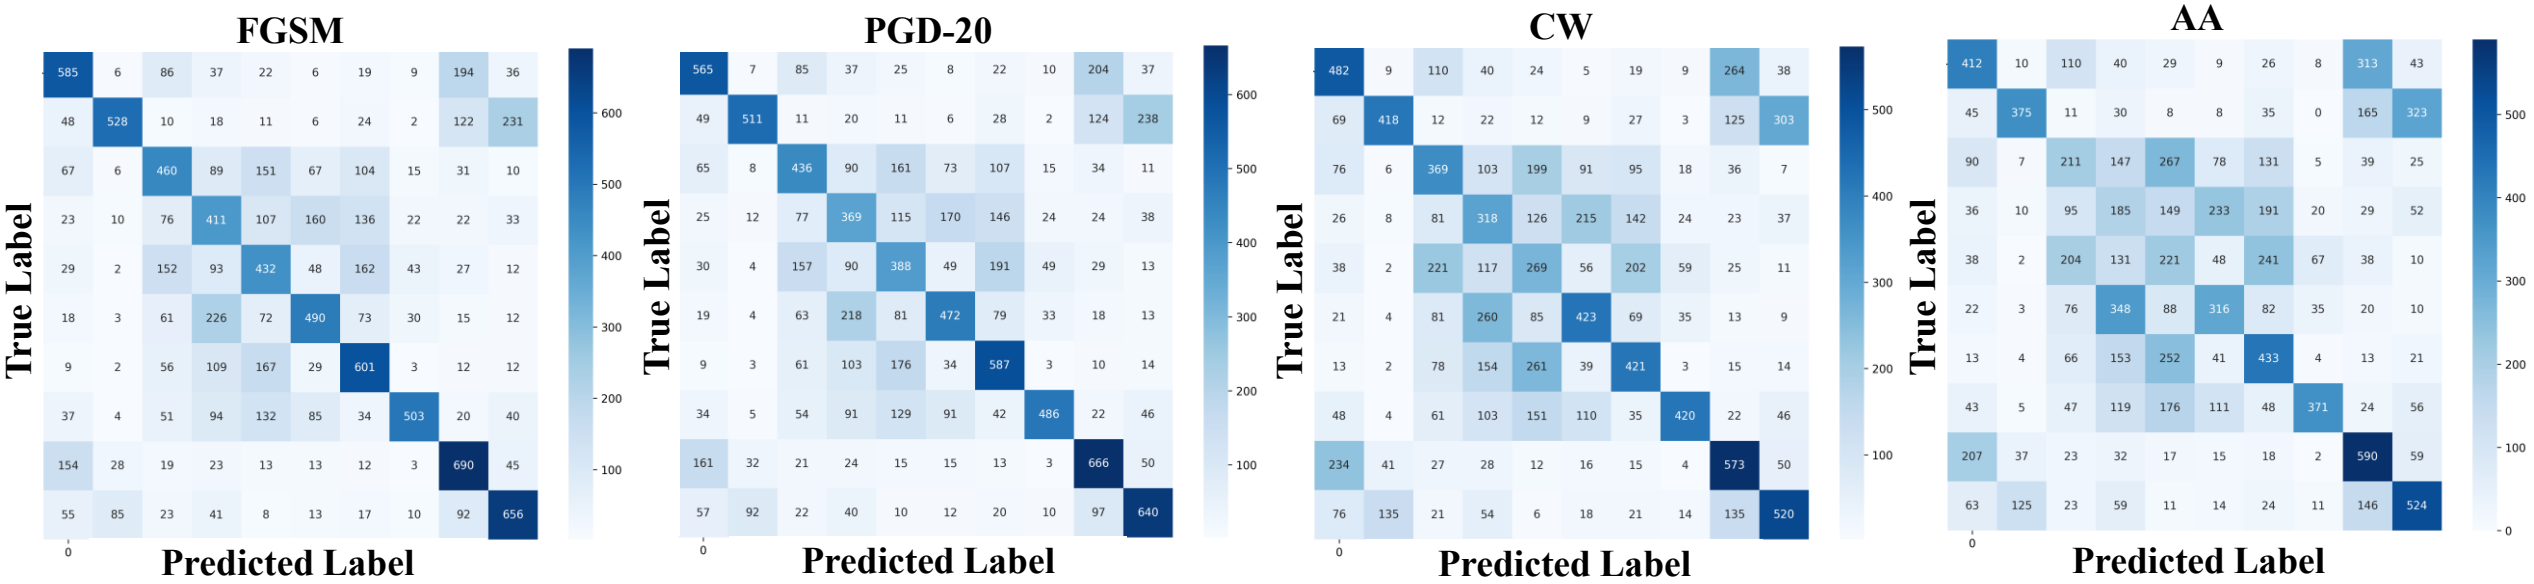 FGSM
585 6 86 37 22 6 19 9 194 36
48 528 10 18 11 6 24 2 122 231
67 6 460 89 151 67 104 15 31 10
23 10 76 411 107 160 136 22 22 33
29 2 152 93 432 48 162 43 27 12
18 3 61 226 72 490 73 30 15 12
9 2 56 109 167 29 601 3 12 12
37 4 51 94 132 85 34 503 20 40
154 28 19 23 13 13 12 3 690 45
55 85 23 41 8 13 17 10 92 656
0
True Label
Predicted Label
600
500
400
300
200
100
PGD-20
565 7 85 37 25 8 22 10 204 37
49 511 11 20 11 6 28 2 124 238
65 8 436 90 161 73 107 15 34 11
25 12 77 369 115 170 146 24 24 38
30 4 157 90 388 49 191 49 29 13
19 4 63 218 81 472 79 33 18 13
9 3 61 103 176 34 587 3 10 14
34 5 54 91 129 91 42 486 22 46
161 32 21 24 15 15 13 3 666 50
57 92 22 40 10 12 20 10 97 640
0
True Label
Predicted Label
600
500
400
300
200
100
CW
482 9 110 40 24 5 19 9 264 38
69 418 12 22 12 9 27 3 125 303
76 6 369 103 199 91 95 18 36 7
26 8 81 318 126 215 142 24 23 37
38 2 221 117 269 56 202 59 25 11
21 4 81 260 85 423 69 35 13 9
13 2 78 154 261 39 421 3 15 14
48 4 61 103 151 110 35 420 22 46
234 41 27 28 12 16 15 4 573 50
76 135 21 54 6 18 21 14 135 520
0
True Label
Predicted Label
500
400
300
200
100
AA
412 10 110 40 29 9 26 8 313 43
45 375 11 30 8 8 35 0 165 323
90 7 211 147 267 78 131 5 39 25
36 10 95 185 149 233 191 20 29 52
38 2 204 131 221 48 241 67 38 10
22 3 76 348 88 316 82 35 20 10
13 4 66 153 252 41 433 4 13 21
43 5 47 119 176 111 48 371 24 56
207 37 23 32 17 15 18 2 590 59
63 125 23 59 11 14 24 11 146 524
0
True Label
Predicted Label
500
400
300
200
100
0